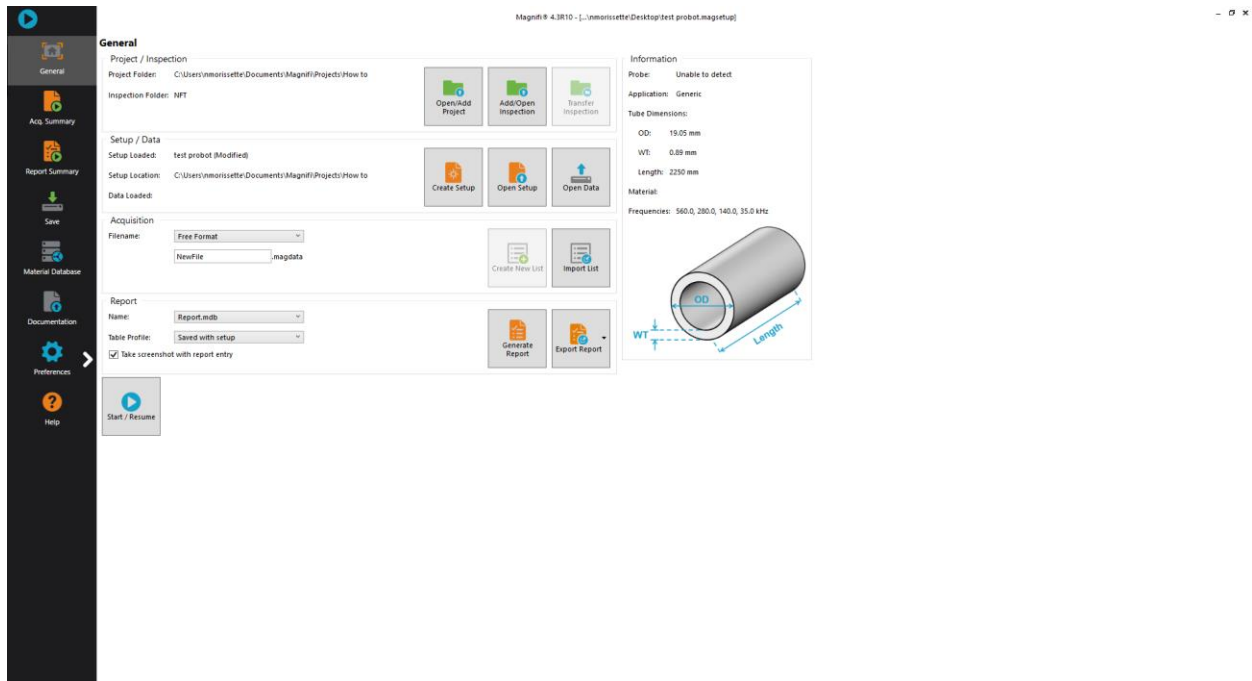 Magnifi® 4.3R10 - [...\nmorissette\Desktop\test probot.magsetup]
General
Acq. Summary
Report Summary
Save
Material Database
Documentation
Preferences
Help
General
Project / Inspection
Project Folder: C:\Users\nmorissette\Documents\Magnifi\Projects\How to
Inspection Folder: NFT
Open/Add
Project
Add/Open
Inspection
Transfer
Inspection
Setup / Data
Setup Loaded: test probot (Modified)
Setup Location: C:\Users\nmorissette\Documents\Magnifi\Projects\How to
Data Loaded:
Create Setup
Open Setup
Open Data
Acquisition
Filename: Free Format
NewFile .magdata
Create New List
Import List
Report
Name: Report.mdb
Table Profile: Saved with setup
Take screenshot with report entry
Generate
Report
Export Report
Start / Resume
Information
Probe: Unable to detect
Application: Generic
Tube Dimensions:
OD: 19.05 mm
WT: 0.89 mm
Length: 2250 mm
Material:
Frequencies: 560.0, 280.0, 140.0, 35.0 kHz
OD
WT
Length